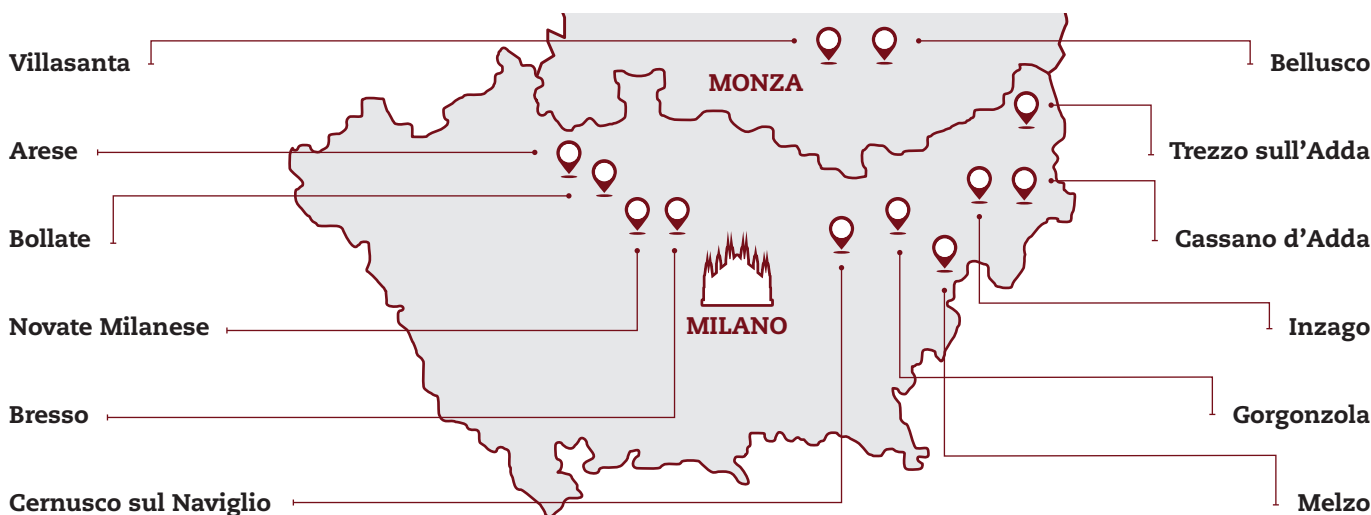 Villasanta
Bellusco
MONZA
Arese
Trezzo sull’Adda
Bollate
Cassano d’Adda
Novate Milanese
MILANO
Inzago
Bresso
Gorgonzola
Cernusco sul Naviglio
Melzo